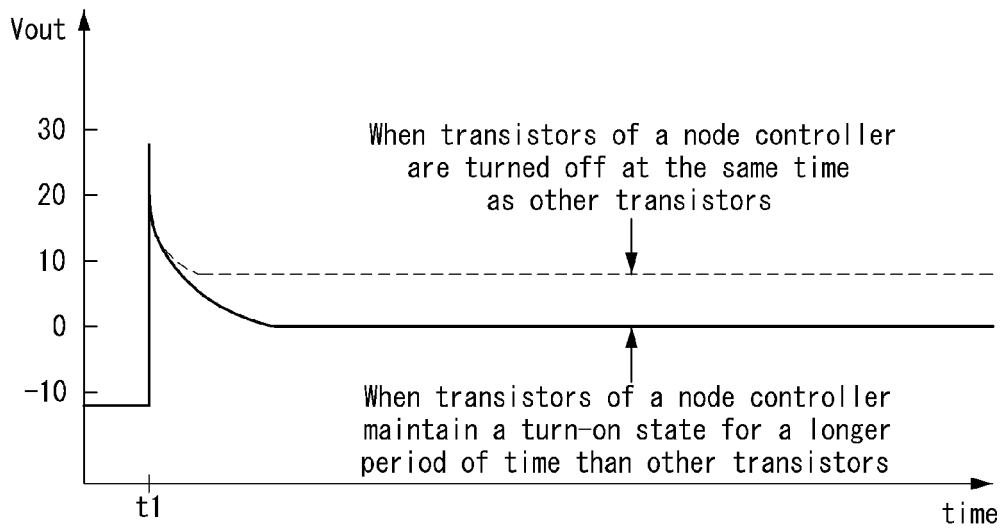 Vout
30
20
10
0
-10
When transistors of a node controller
are turned off at the same time
as other transistors
When transistors of a node controller
maintain a turn-on state for a longer
period of time than other transistors
t1
time